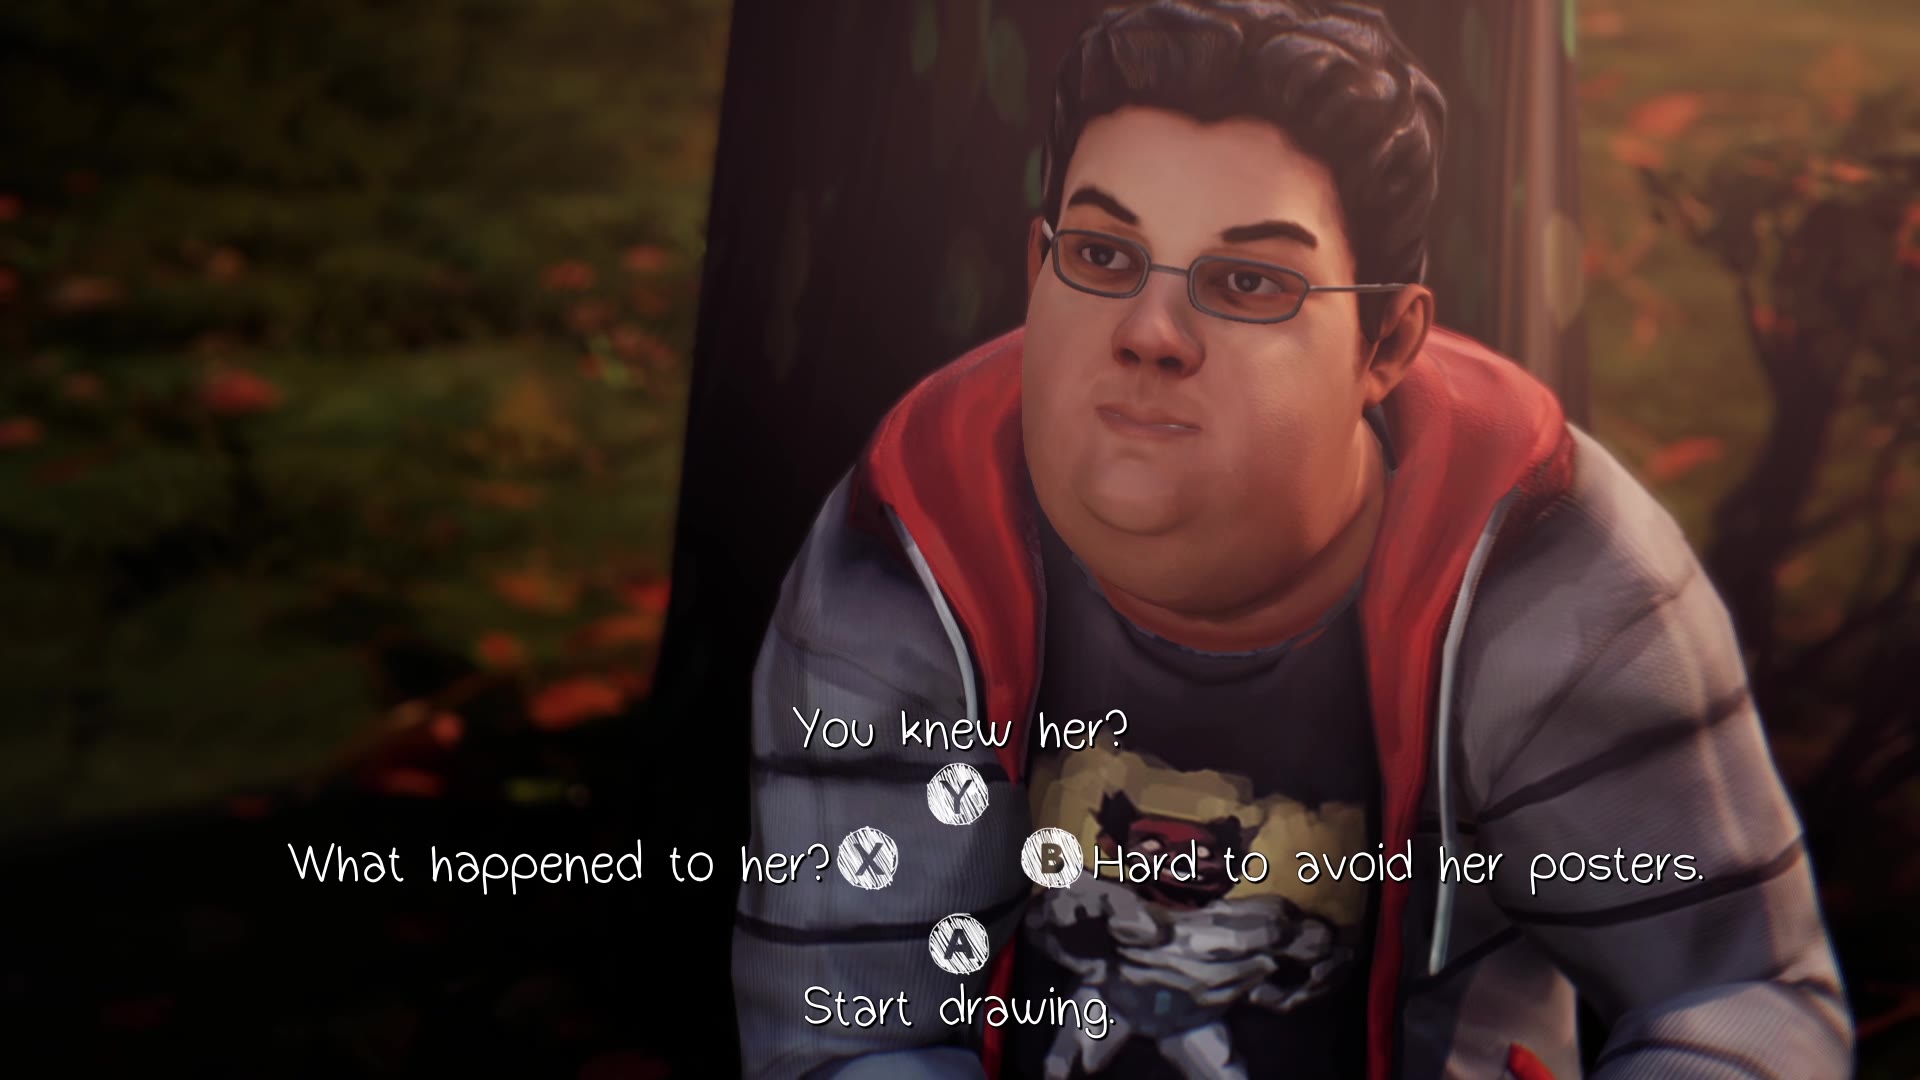 You knew her?
Y
What happened to her? X
B Hard to avoid her posters.
A
Start drawing.